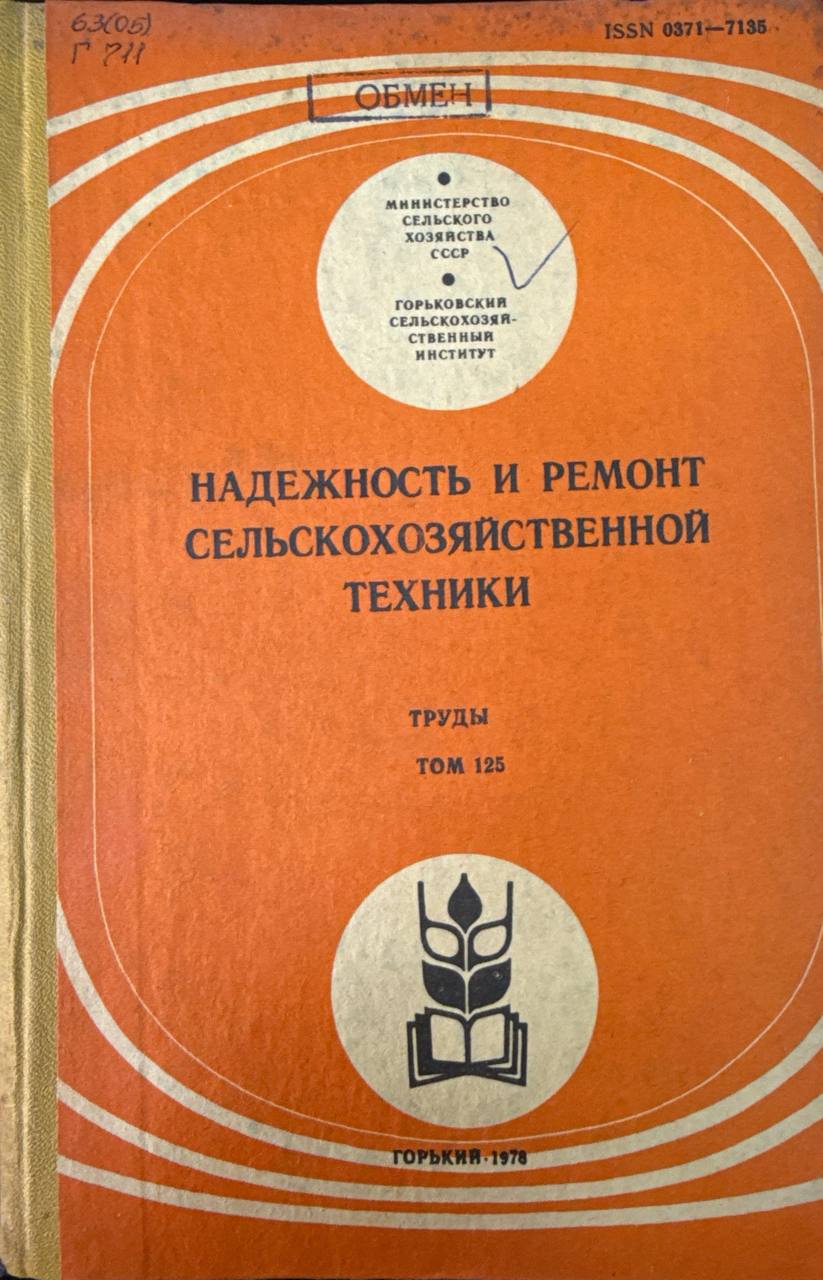 63(05)
Г 711
ISSN 0371—7135
ОБМЕН
МИНИСТЕРСТВО
СЕЛЬСКОГО
ХОЗЯЙСТВА
СССР
ГОРЬКОВСКИЙ
СЕЛЬСКОХОЗЯЙ-
СТВЕННЫЙ
ИНСТИТУТ
НАДЕЖНОСТЬ И РЕМОНТ
СЕЛЬСКОХОЗЯЙСТВЕННОЙ
ТЕХНИКИ
ТРУДЫ
ТОМ 125
ГОРЬКИЙ·1978